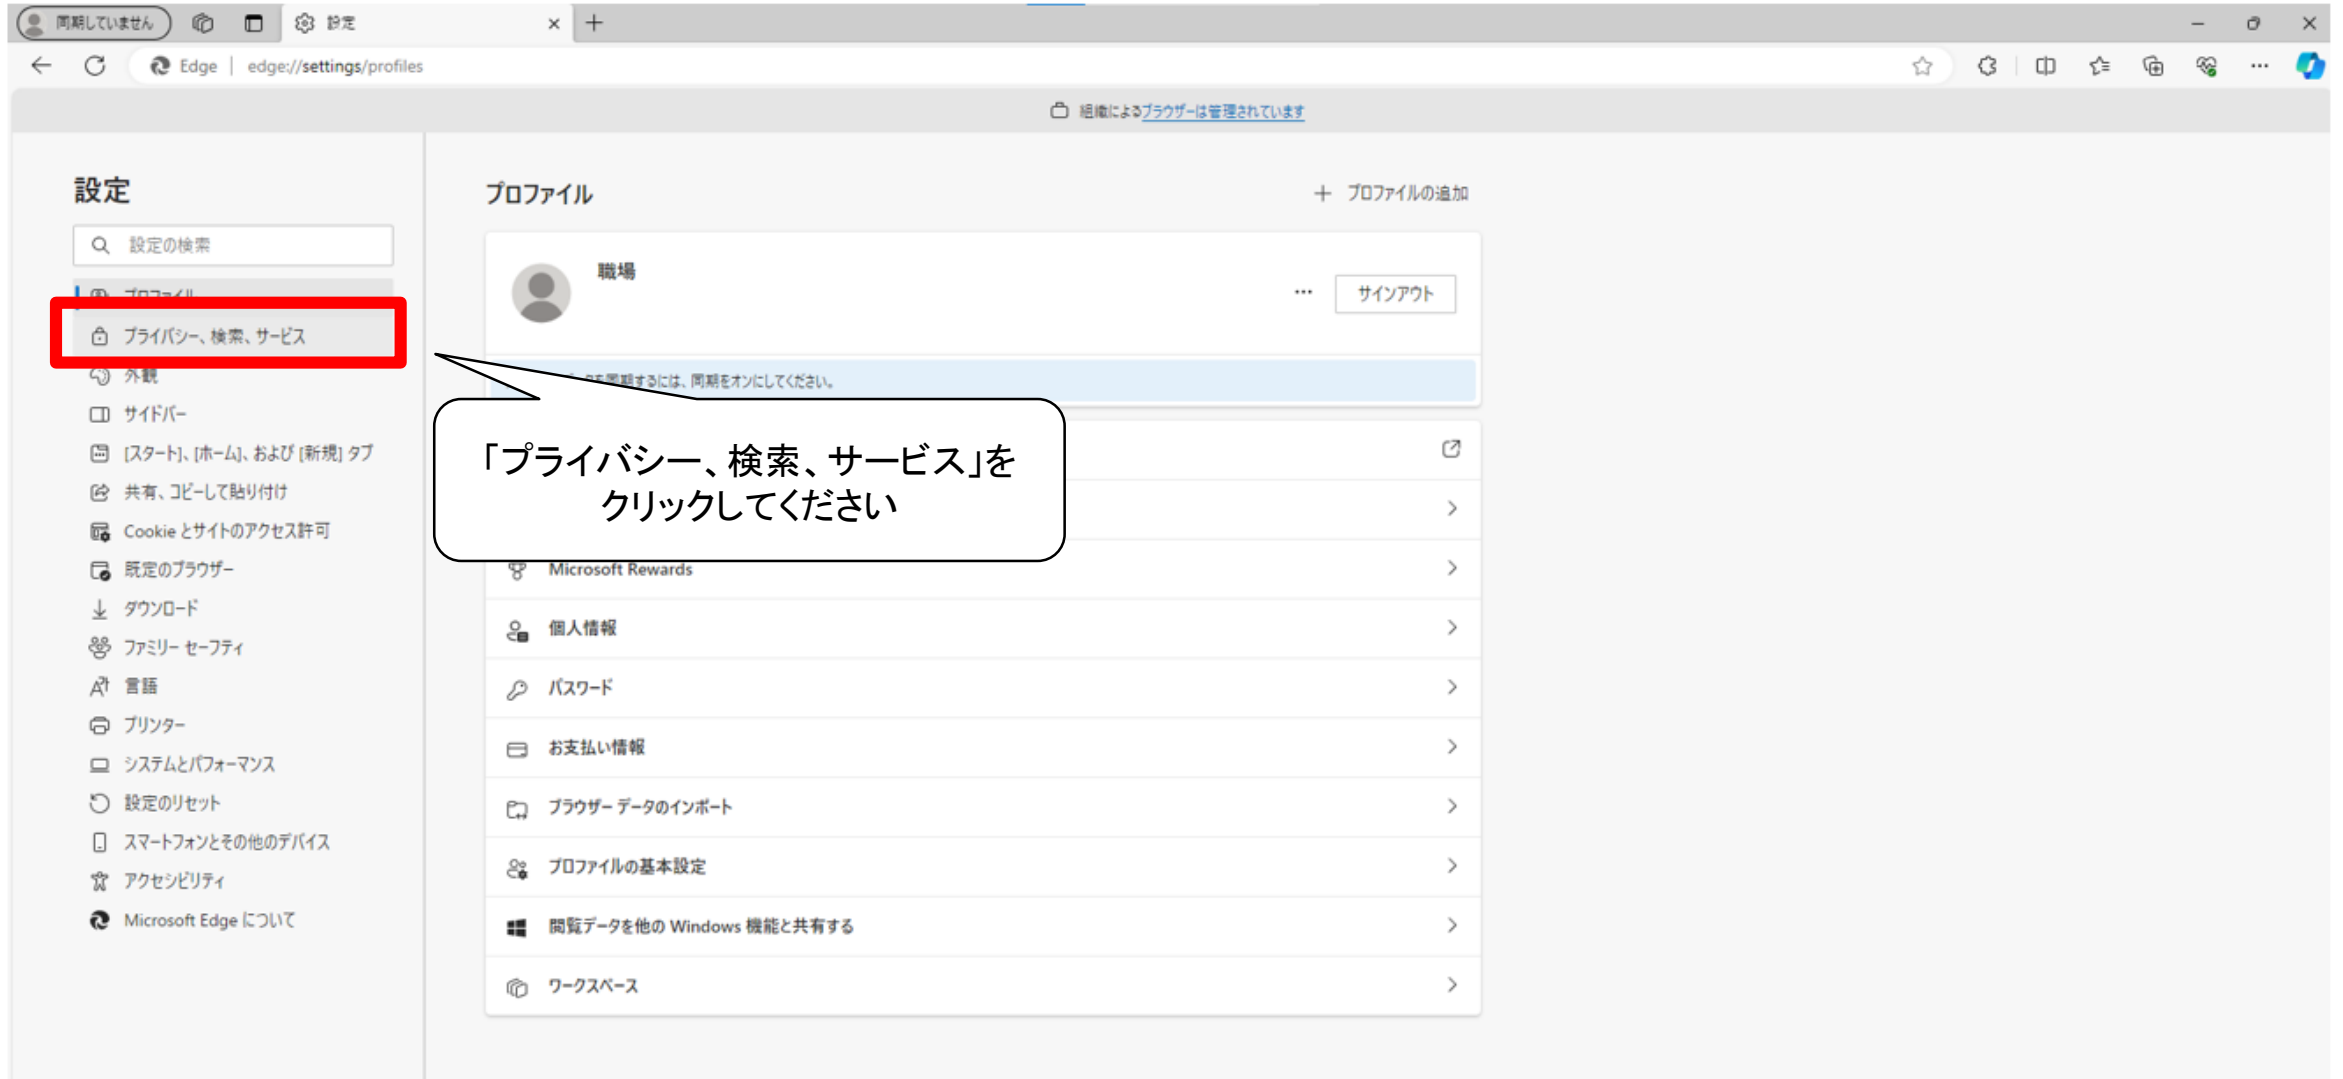 同期していません
設定
Edge
edge://settings/profiles
組織によるブラウザーは管理されています
設定
設定の検索
プロファイル
プライバシー、検索、サービス
外観
サイドバー
[スタート]、[ホーム]、および [新規] タブ
共有、コピーして貼り付け
Cookie とサイトのアクセス許可
既定のブラウザー
ダウンロード
ファミリー セーフティ
言語
プリンター
システムとパフォーマンス
設定のリセット
スマートフォンとその他のデバイス
アクセシビリティ
Microsoft Edge について
プロファイル
プロファイルの追加
職場
サインアウト
を同期するには、同期をオンにしてください。
「プライバシー、検索、サービス」を
クリックしてください
Microsoft Rewards
個人情報
パスワード
お支払い情報
ブラウザー データのインポート
プロファイルの基本設定
閲覧データを他の Windows 機能と共有する
ワークスペース